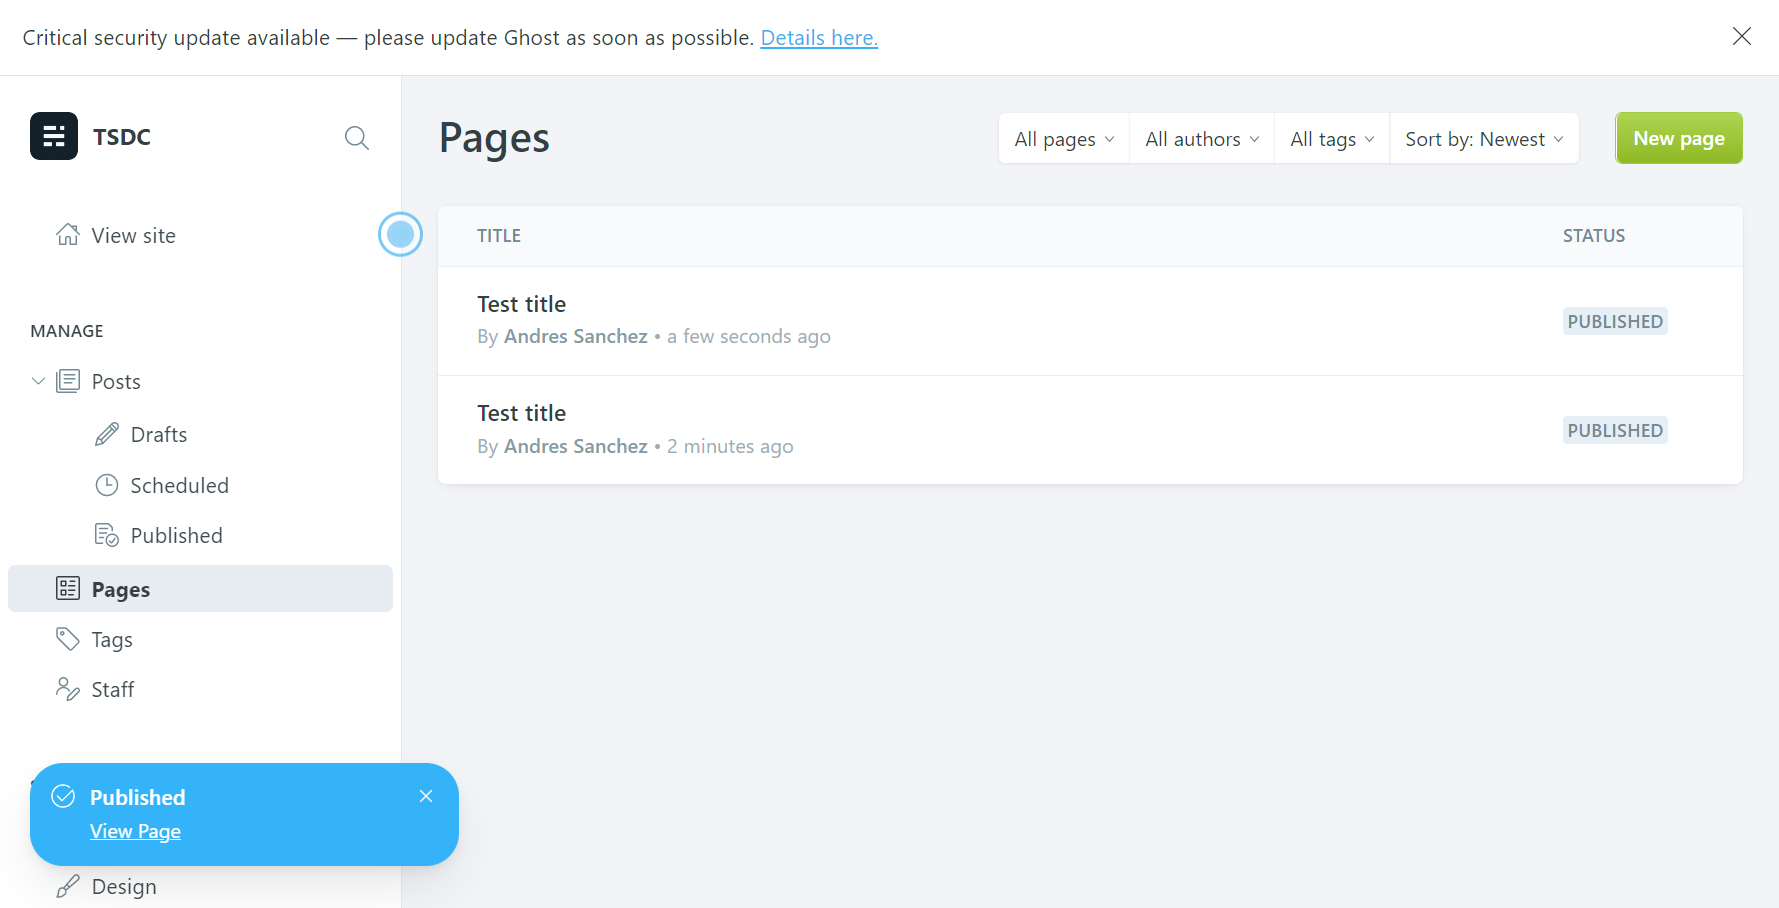 Critical security update available — please update Ghost as soon as possible. Details here.
TSDC
View site
MANAGE
Posts
Drafts
Scheduled
Published
Pages
Tags
Staff
Published
View Page
Design
Pages
All pages
All authors
All tags
Sort by: Newest
New page
TITLE
STATUS
Test title
By Andres Sanchez • a few seconds ago
PUBLISHED
Test title
By Andres Sanchez • 2 minutes ago
PUBLISHED